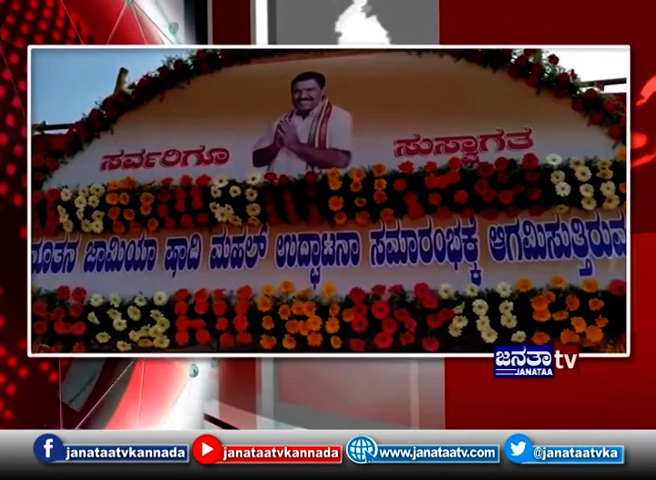 ಸರ್ವರಿಗೂ ಸುಸ್ವಾಗತ
ನೂತನ ಜಾಮಿಯಾ ಷಾದಿ ಮಹಲ್ ಉದ್ಘಾಟನಾ ಸಮಾರಂಭಕ್ಕೆ ಆಗಮಿಸುತ್ತಿರುವ
ಜನತಾ tv
JANATAA
janataatvkannada janataatvkannada www.janataatv.com @janataatvka